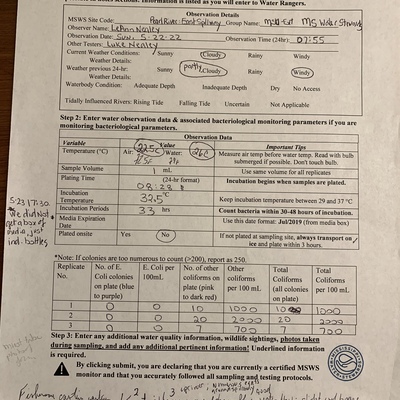 Observation Details
MSWS Site Code: Pearl River: Fort Spillway Group Name: MS Water Stewards
Observer Name: LeAnn Nealey
Observation Date: Sun. 5-22-22 Observation Time (24hr): 07:55
Other Testers: Luke Nealey
Current Weather Conditions: Sunny Cloudy Rainy Windy
Weather Details:
Weather previous 24-hr: Sunny partly Cloudy Rainy Windy
Weather Details:
Waterbody Condition: Adequate Depth Inadequate Depth Dry No Access
Tidally Influenced Rivers: Rising Tide Falling Tide Uncertain Not Applicable
Step 2: Enter water observation data & associated bacteriological monitoring parameters if you are
monitoring bacteriological parameters.
Observation Data
Variable Value Important Tips
Temperature (°C) Air: 22.5C Water: 26C Measure air temp before water temp. Read with bulb
submerged if possible. Don't touch bulb.
Sample Volume 1 mL Use same volume for all replicates
Plating Time (24-hr format)
08:28 Incubation begins when samples are plated.
Incubation
Temperature 32.5°C Keep incubation temperature between 29 and 37 °C
Incubation Periods 33 hrs Count bacteria within 30-48 hours of incubation.
Media Expiration
Date Use this date format: Jul/2019 (from media box)
Plated onsite Yes No If not plated at sampling site, always transport on
ice and plate within 3 hours.
5-23 17:30
We did not
get a box of
media, just
ind. bottles
*Note: If colonies are too numerous to count (>200), report as 250.
Replicate
No. No. of E.
Coli colonies
on plate (blue
to purple) E. Coli per
100mL No. of other
coliforms
on plate (pink
to dark red) Other
coliforms
per 100 mL Total
Coliforms
(all colonies
on plate) Total
Coliforms
per 100 mL
1 0 0 10 1000 10 1000
2 0 0 20 2000 20 2000
3 0 0 7 700 7 700
Step 3: Enter any additional water quality information, wildlife sightings, photos taken
during sampling, and add any additional pertinent information! Underlined information
is required.
By clicking submit, you are declaring that you are currently a certified MSWS
monitor and that you accurately followed all sampling and testing protocols.